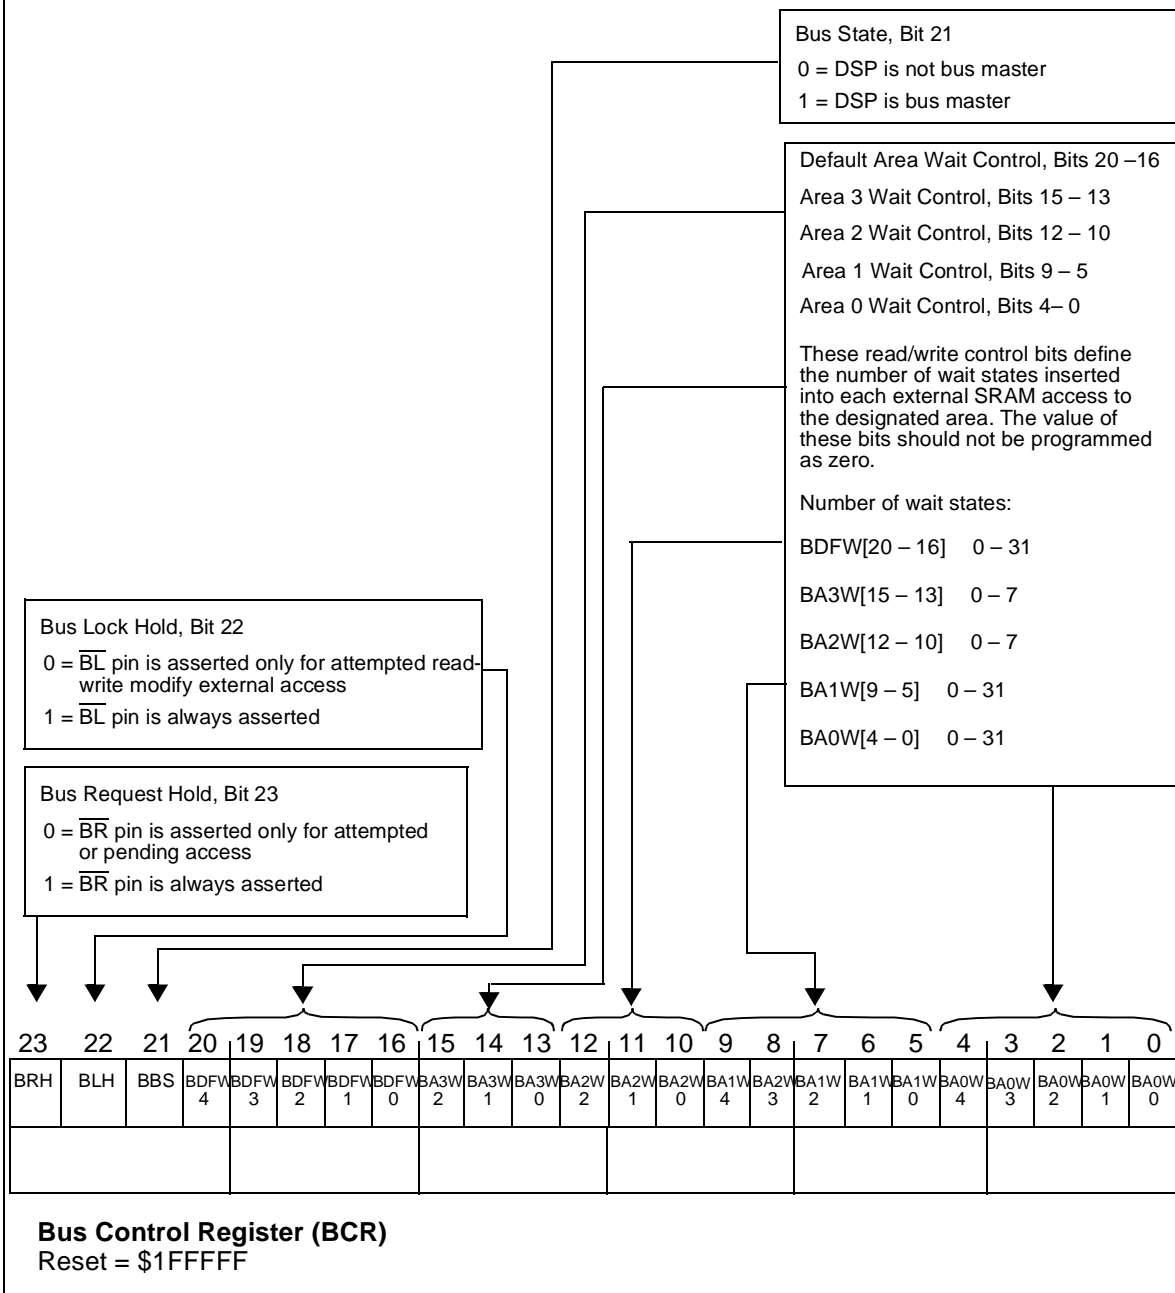 Bus State, Bit 21
0 = DSP is not bus master
1 = DSP is bus master
Default Area Wait Control, Bits 20 –16
Area 3 Wait Control, Bits 15 – 13
Area 2 Wait Control, Bits 12 – 10
Area 1 Wait Control, Bits 9 – 5
Area 0 Wait Control, Bits 4– 0
These read/write control bits define
the number of wait states inserted
into each external SRAM access to
the designated area. The value of
these bits should not be programmed
as zero.
Number of wait states:
BDFW[20 – 16] 0 – 31
BA3W[15 – 13] 0 – 7
BA2W[12 – 10] 0 – 7
BA1W[9 – 5] 0 – 31
BA0W[4 – 0] 0 – 31
Bus Lock Hold, Bit 22
0 = B̅L̅ pin is asserted only for attempted read-
write modify external access
1 = B̅L̅ pin is always asserted
Bus Request Hold, Bit 23
0 = B̅R̅ pin is asserted only for attempted
or pending access
1 = B̅R̅ pin is always asserted
23 22 21 20 19 18 17 16 15 14 13 12 11 10 9 8 7 6 5 4 3 2 1 0
BRH BLH BBS BDFW BDFW BDFW BDFW BDFW BA3W BA3W BA3W BA2W BA2W BA2W BA1W BA2W BA1W BA1W BA1W BA0W BA0W BA0W BA0W BA0W
4 3 2 1 0 2 1 0 2 1 0 4 3 2 1 0 4 3 2 1 0
Bus Control Register (BCR)
Reset = $1FFFFF